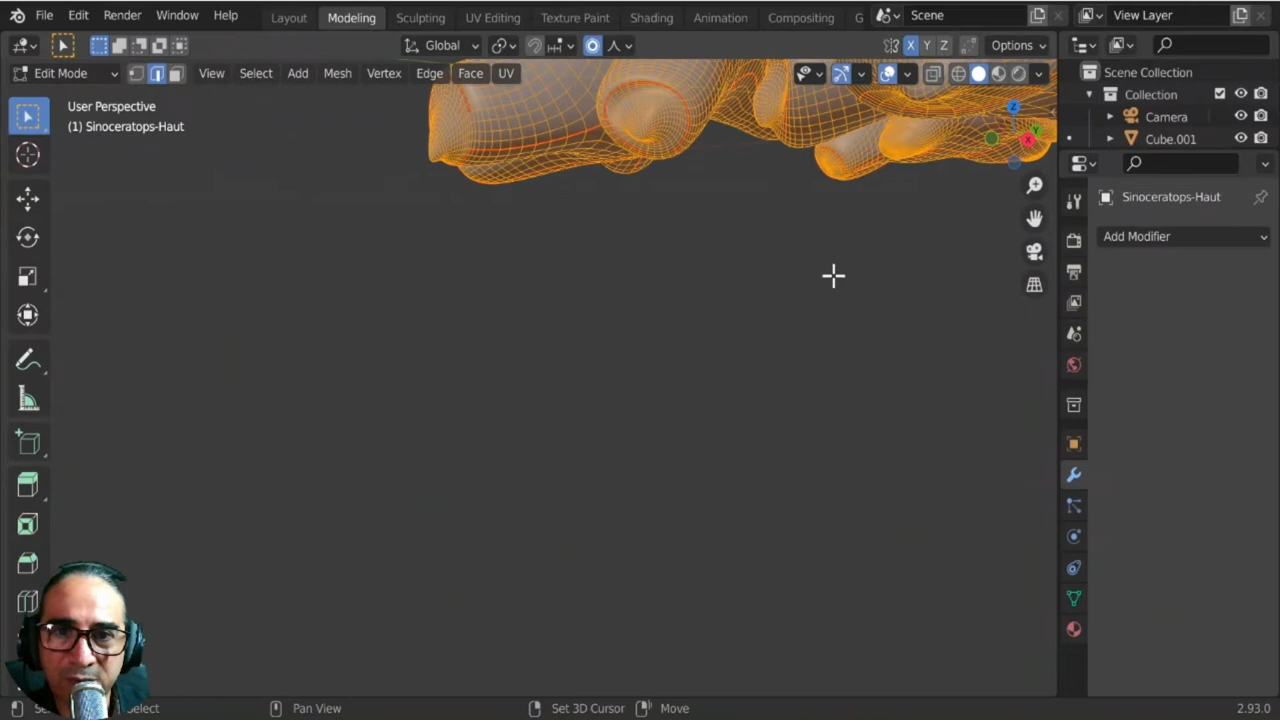 File Edit Render Window Help Layout Modeling Sculpting UV Editing Texture Paint Shading Animation Compositing G Scene View Layer
Global X Y Z Options
Edit Mode View Select Add Mesh Vertex Edge Face UV
User Perspective
(1) Sinoceratops-Haut
Scene Collection
Collection
Camera
Cube.001
Z
Y
X
Sinoceratops-Haut
Add Modifier
Select Pan View Set 3D Cursor Move 2.93.0